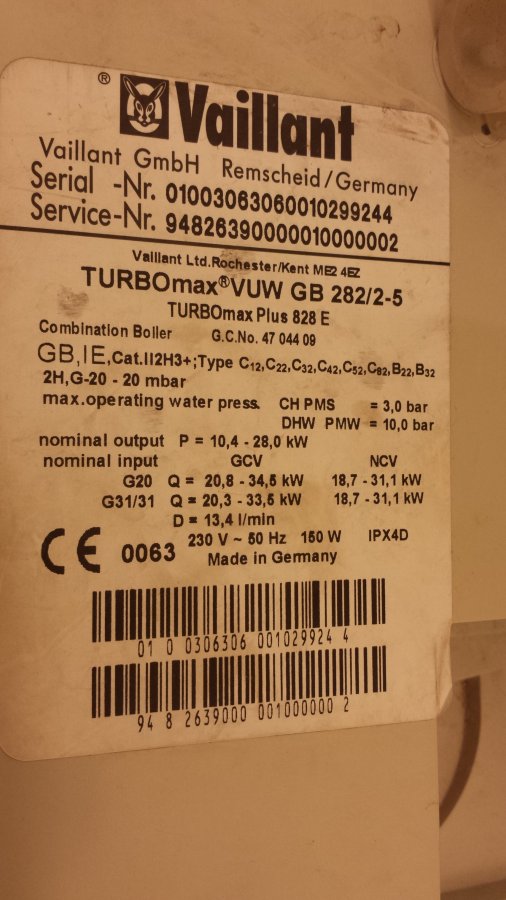 ® Vaillant
Vaillant GmbH Remscheid/Germany
Serial -Nr. 01003063060010299244
Service-Nr. 94826390000010000002
Vaillant Ltd.Rochester/Kent ME2 4EZ
TURBOmax® VUW GB 282/2-5
TURBOmax Plus 828 E
Combination Boiler G.C.No. 47 044 09
GB,IE,Cat.II2H3+;Type C12,C22,C32,C42,C52,C82,B22,B32
2H,G-20 - 20 mbar
max.operating water press. CH PMS = 3,0 bar
DHW PMW = 10,0 bar
nominal output P = 10,4 - 28,0 kW
nominal input GCV NCV
G20 Q = 20,8 - 34,5 kW 18,7 - 31,1 kW
G31/31 Q = 20,3 - 33,5 kW 18,7 - 31,1 kW
D = 13,4 l/min
CE 0063 230 V ~ 50 Hz 150 W IPX4D
Made in Germany
01 0 0306306 001029924 4
94 8 2639000 001000000 2